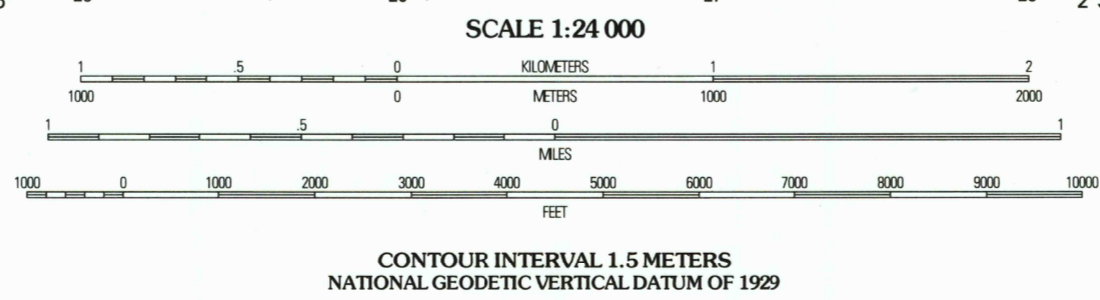 SCALE 1:24 000
1 .5 0 KILOMETERS 1 2
1000 0 METERS 1000 2000
1 .5 0 1
MILES
1000 0 1000 2000 3000 4000 5000 6000 7000 8000 9000 10000
FEET
CONTOUR INTERVAL 1.5 METERS
NATIONAL GEODETIC VERTICAL DATUM OF 1929